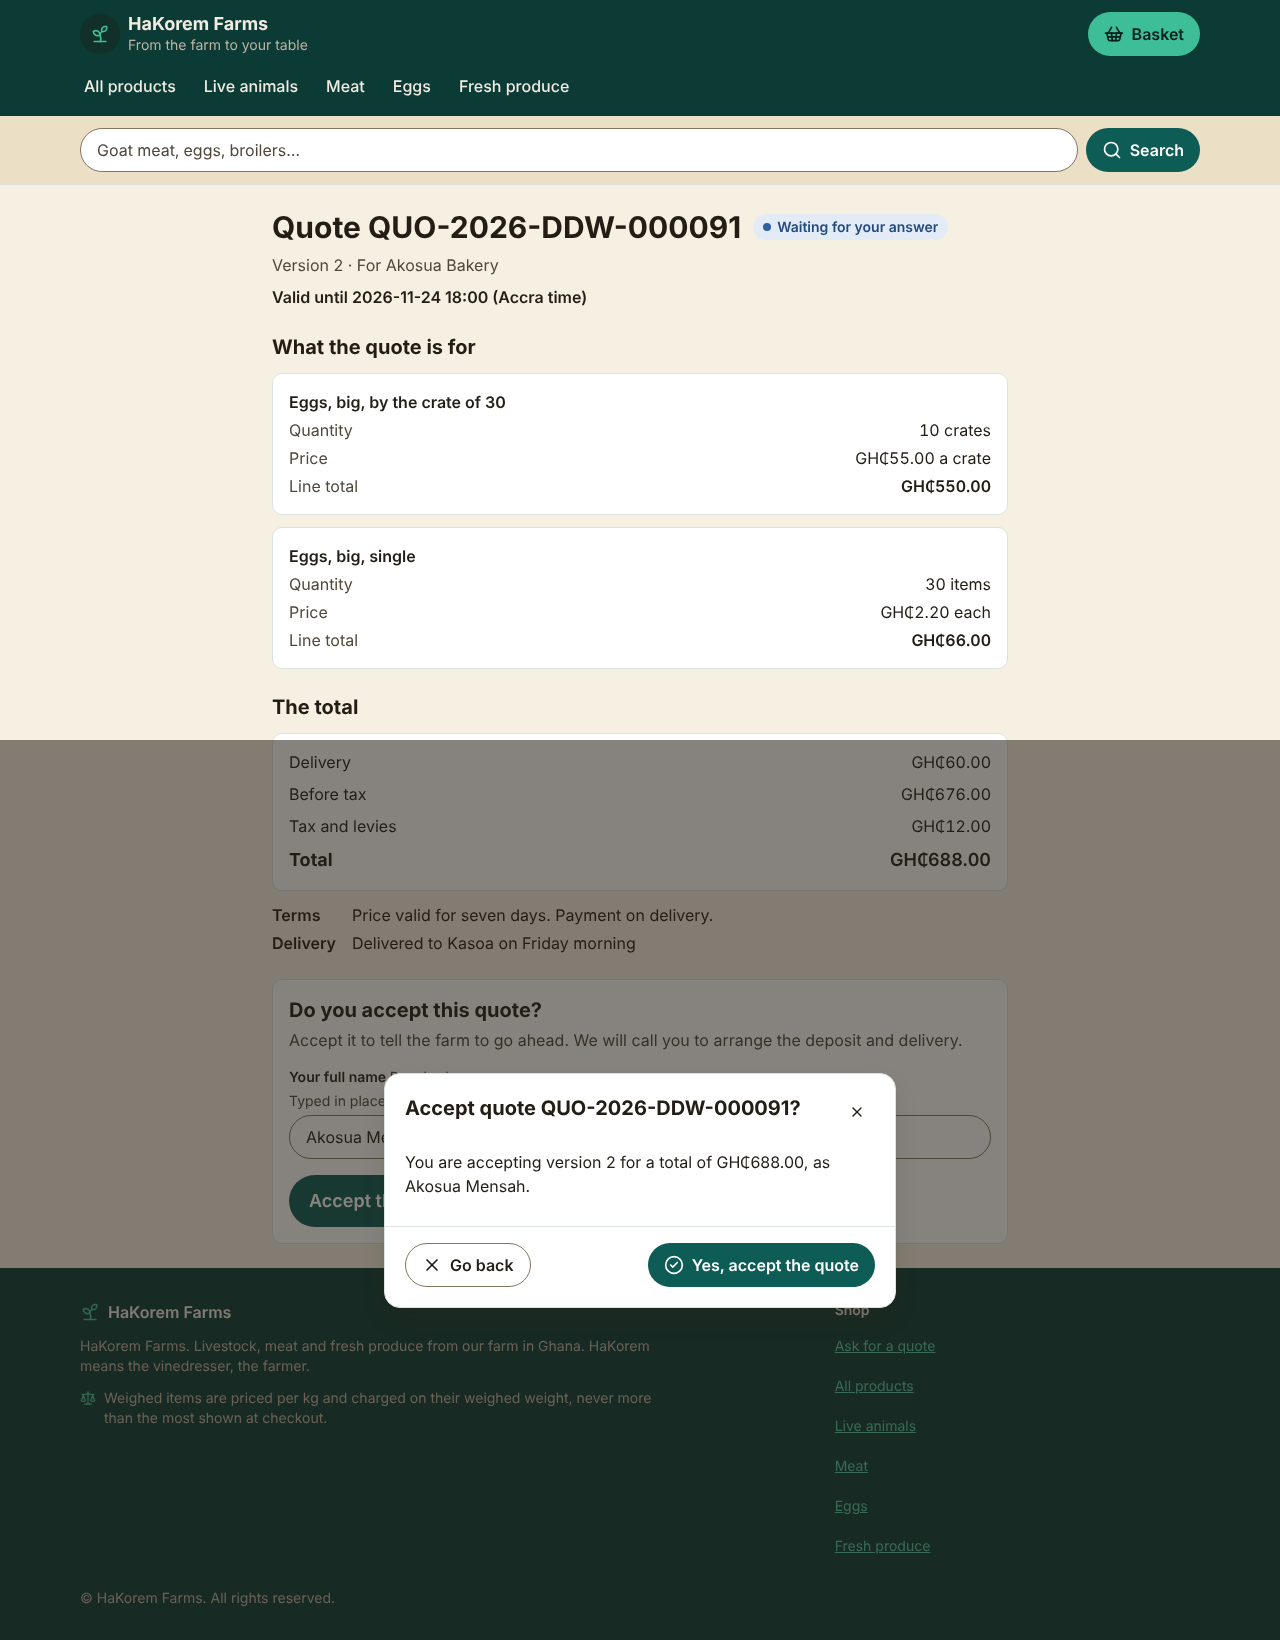 HaKorem Farms
From the farm to your table
Basket
All products
Live animals
Meat
Eggs
Fresh produce
Goat meat, eggs, broilers...
Search
Quote QUO-2026-DDW-000091
Waiting for your answer
Version 2 · For Akosua Bakery
Valid until 2026-11-24 18:00 (Accra time)
What the quote is for
Eggs, big, by the crate of 30
Quantity 10 crates
Price GH₵55.00 a crate
Line total GH₵550.00
Eggs, big, single
Quantity 30 items
Price GH₵2.20 each
Line total GH₵66.00
The total
Delivery GH₵60.00
Before tax GH₵676.00
Tax and levies GH₵12.00
Total GH₵688.00
Terms Price valid for seven days. Payment on delivery.
Delivery Delivered to Kasoa on Friday morning
Do you accept this quote?
Accept it to tell the farm to go ahead. We will call you to arrange the deposit and delivery.
Your full name
Typed in place
Akosua
Accept
Accept quote QUO-2026-DDW-000091?
You are accepting version 2 for a total of GH₵688.00, as
Akosua Mensah.
Go back
Yes, accept the quote
HaKorem Farms
HaKorem Farms. Livestock, meat and fresh produce from our farm in Ghana. HaKorem
means the vinedresser, the farmer.
Weighed items are priced per kg and charged on their weighed weight, never more
than the most shown at checkout.
Shop
Ask for a quote
All products
Live animals
Meat
Eggs
Fresh produce
© HaKorem Farms. All rights reserved.